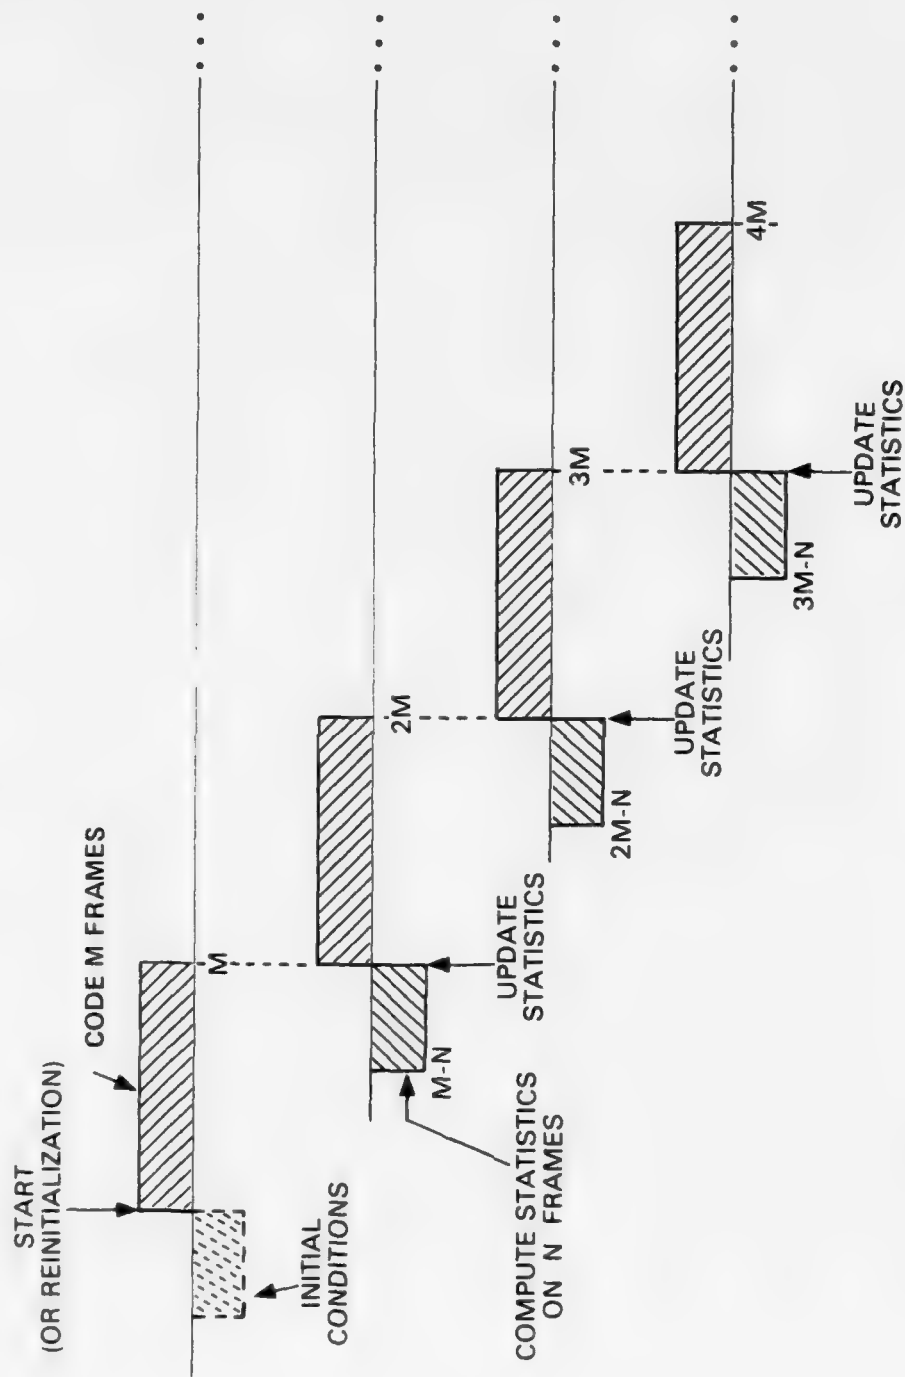 START
(OR REINITIALIZATION)
CODE M FRAMES
M
INITIAL
CONDITIONS
2M
M-N
COMPUTE STATISTICS
ON N FRAMES
UPDATE
STATISTICS
3M
2M-N
UPDATE
STATISTICS
4M
3M-N
UPDATE
STATISTICS